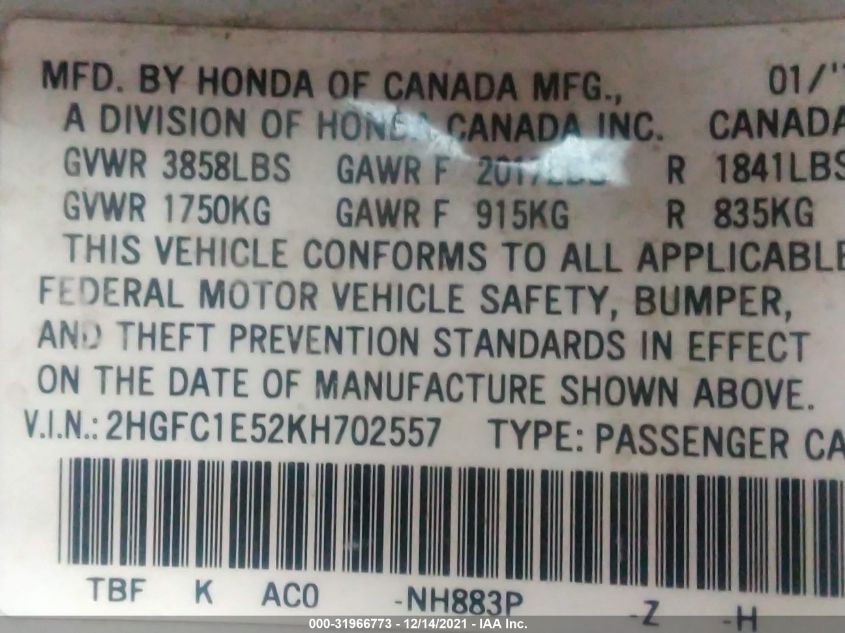 MFD. BY HONDA OF CANADA MFG., 01/'
A DIVISION OF HONDA CANADA INC. CANADA
GVWR 3858LBS GAWR F 2017LBS R 1841LBS
GVWR 1750KG GAWR F 915KG R 835KG
THIS VEHICLE CONFORMS TO ALL APPLICABLE
FEDERAL MOTOR VEHICLE SAFETY, BUMPER,
AND THEFT PREVENTION STANDARDS IN EFFECT
ON THE DATE OF MANUFACTURE SHOWN ABOVE.
V.I.N.: 2HGFC1E52KH702557 TYPE: PASSENGER CA
TBF K AC0 -NH883P -Z -H
000-31966773 - 12/14/2021 - IAA Inc.